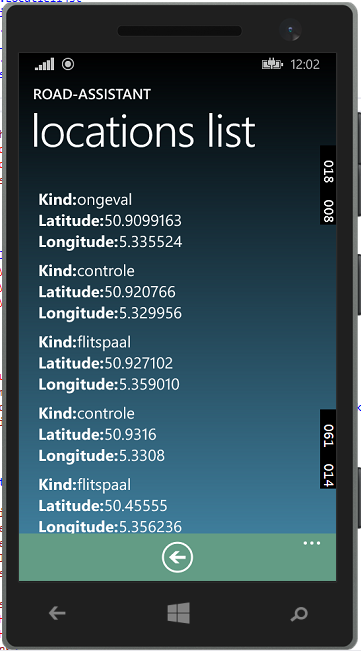 12:02
ROAD-ASSISTANT
locations list
018 008
Kind:ongeval
Latitude:50.9099163
Longitude:5.335524
Kind:controle
Latitude:50.920766
Longitude:5.329956
Kind:flitspaal
Latitude:50.927102
Longitude:5.359010
Kind:controle
Latitude:50.9316
Longitude:5.3308
061 014
Kind:flitspaal
Latitude:50.45555
Longitude:5.356236
...